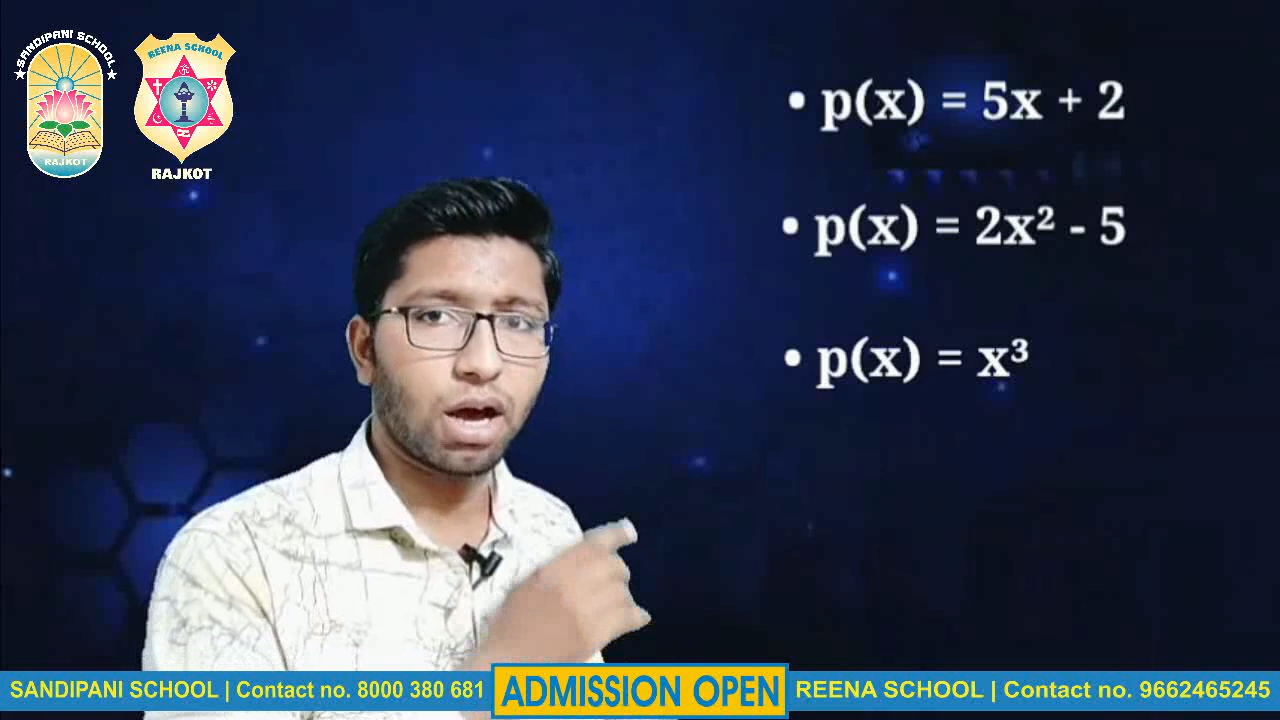 ★SANDIPANI SCHOOL★
RAJKOT
REENA SCHOOL
RAJKOT
• p(x) = 5x + 2
• p(x) = 2x² - 5
• p(x) = x³
SANDIPANI SCHOOL | Contact no. 8000 380 681
ADMISSION OPEN
REENA SCHOOL | Contact no. 9662465245